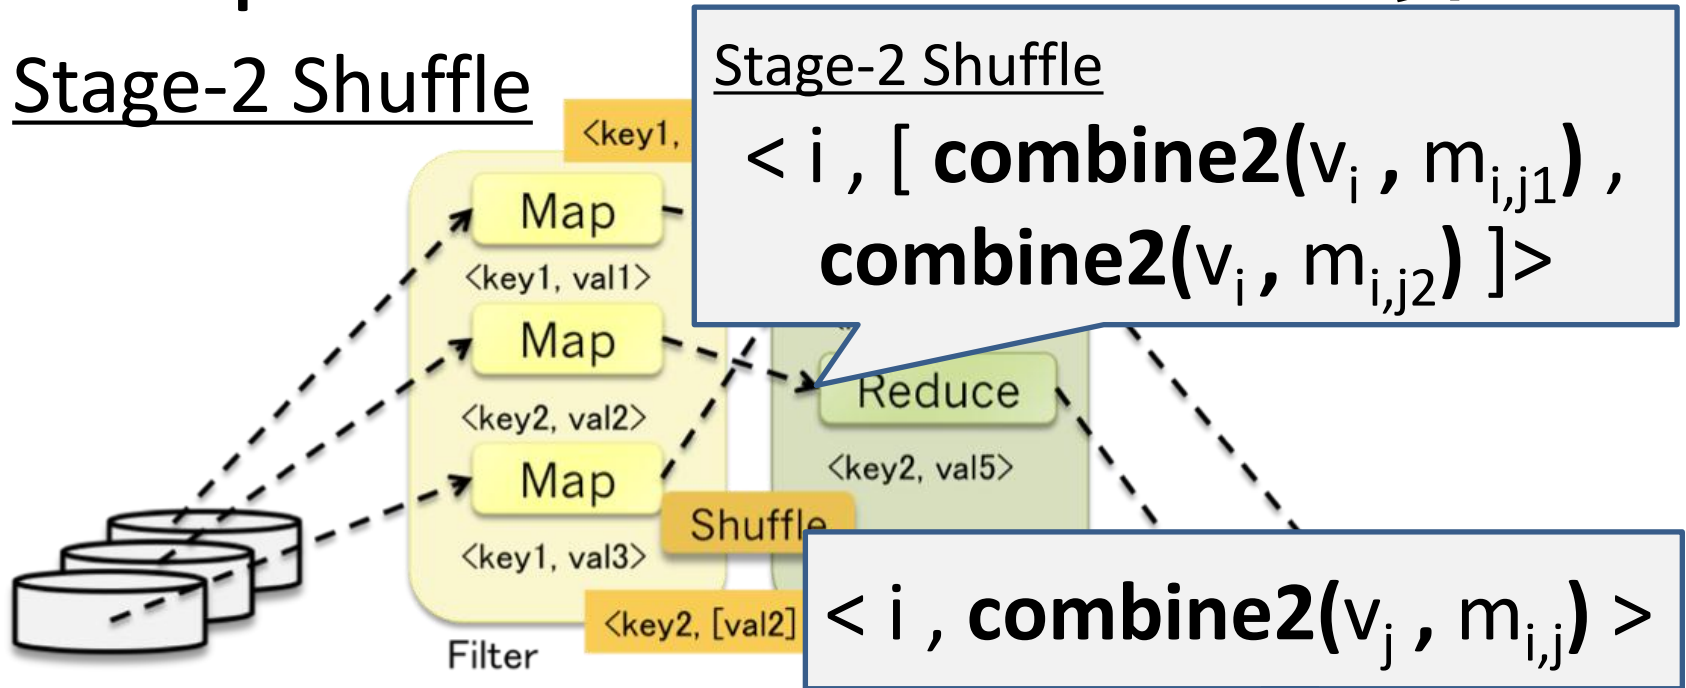 Stage-2 Shuffle
Stage-2 Shuffle
< i , [ combine2(vi , mi,j1) ,
combine2(vi , mi,j2) ]>
<key1,
Map
<key1, val1>
Map
<key2, val2>
Map
<key1, val3>
Reduce
<key2, val5>
Shuffle
<key2, [val2]
Filter
< i , combine2(vj , mi,j) >